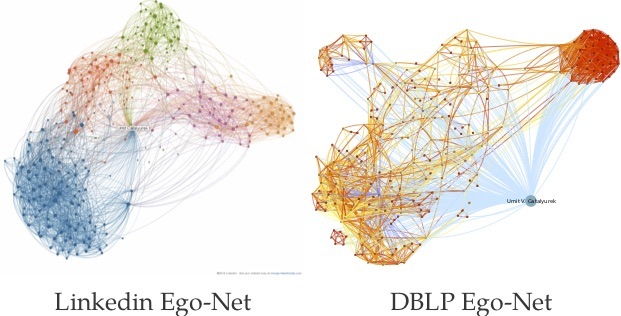 Umit V. Catalyurek
Linkedin Ego-Net
DBLP Ego-Net